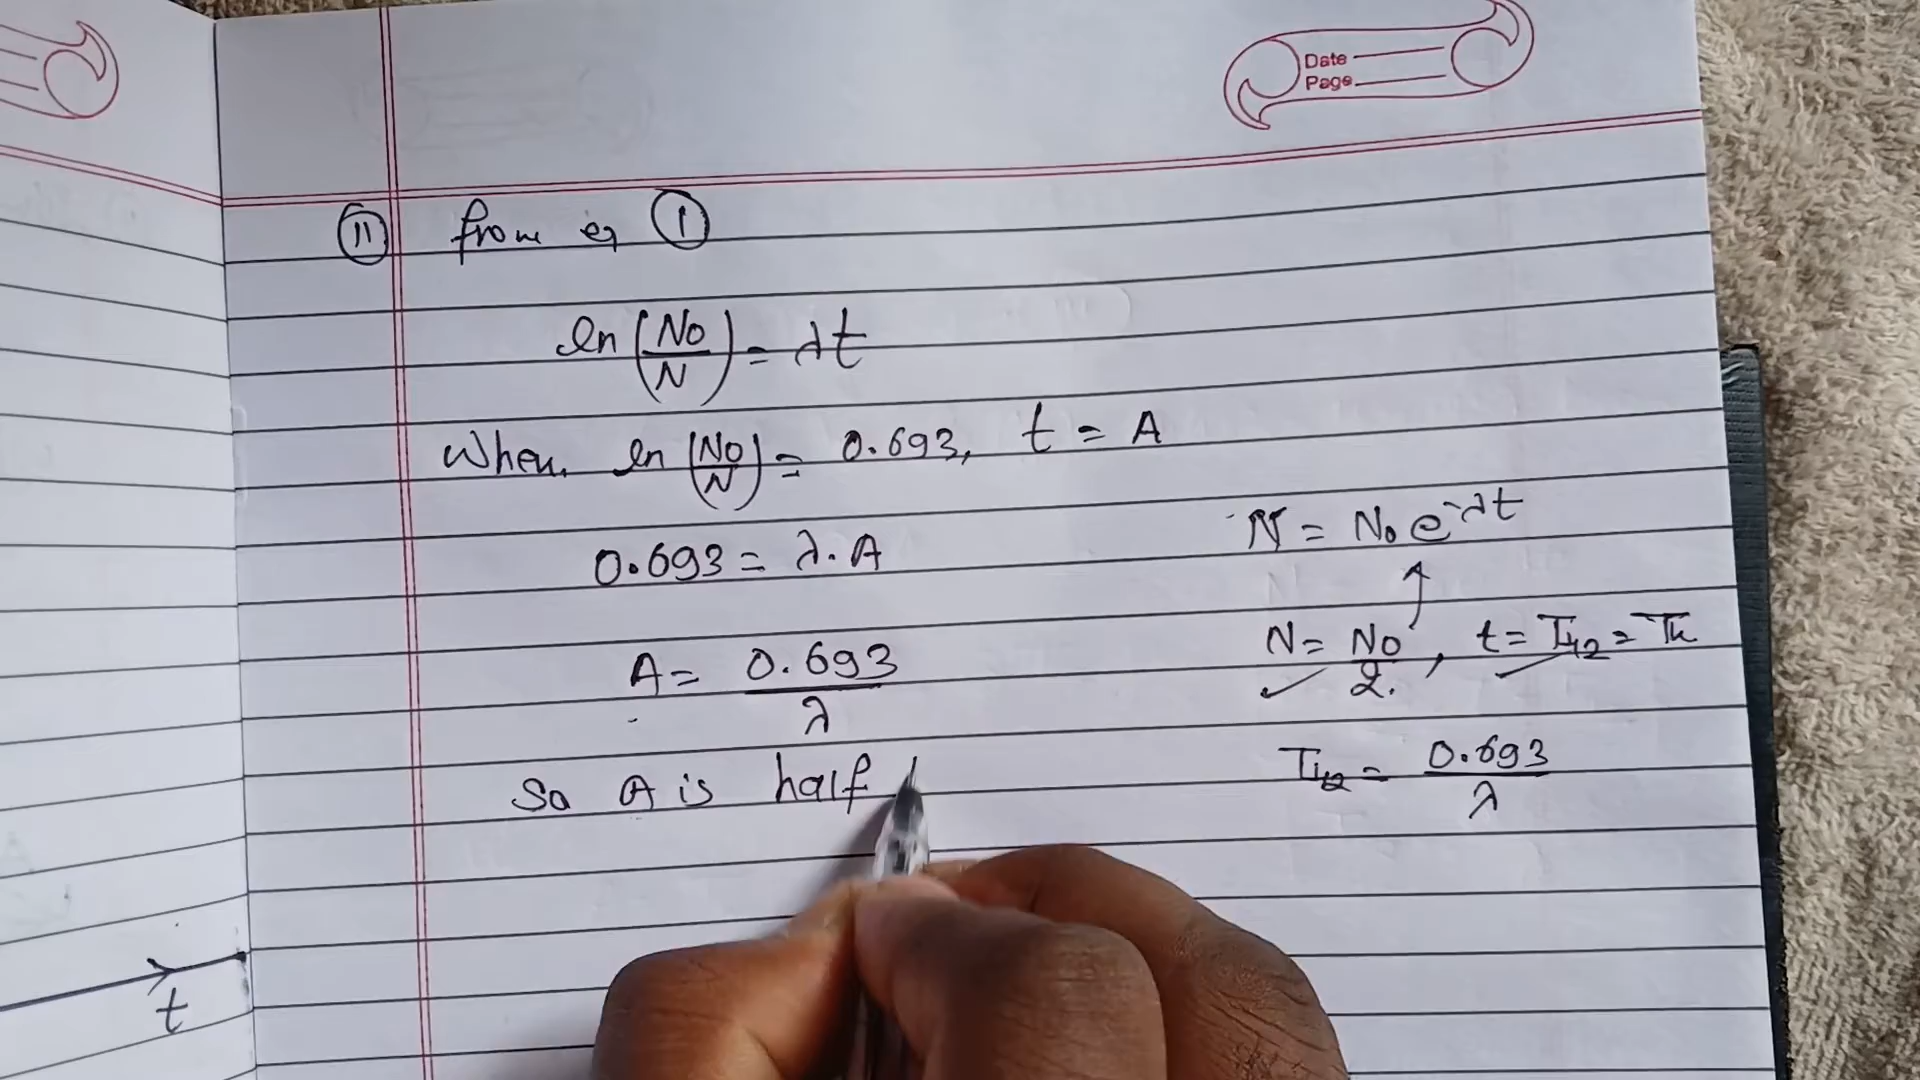 Date
Page
(II) from eq (1)
ln (No/N) = λt
When ln (No/N) = 0.693, t = A
0.693 = λ.A
A = 0.693/λ
So A is half
N = No e^-λt
N = No/2. , t = T1/2 = Th
T1/2 = 0.693/λ
t